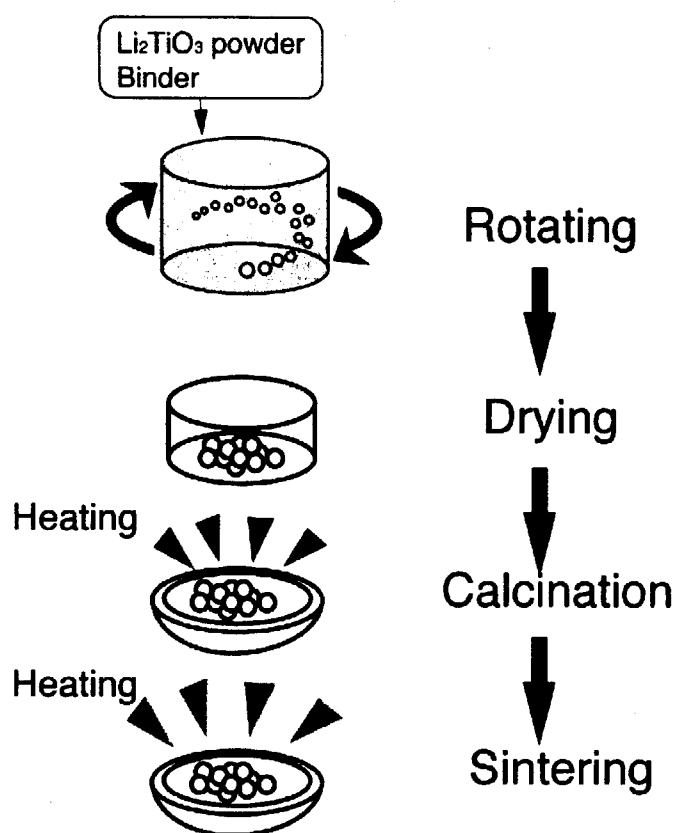 Li₂TiO₃ powder
Binder
Rotating
Drying
Heating
Calcination
Heating
Sintering